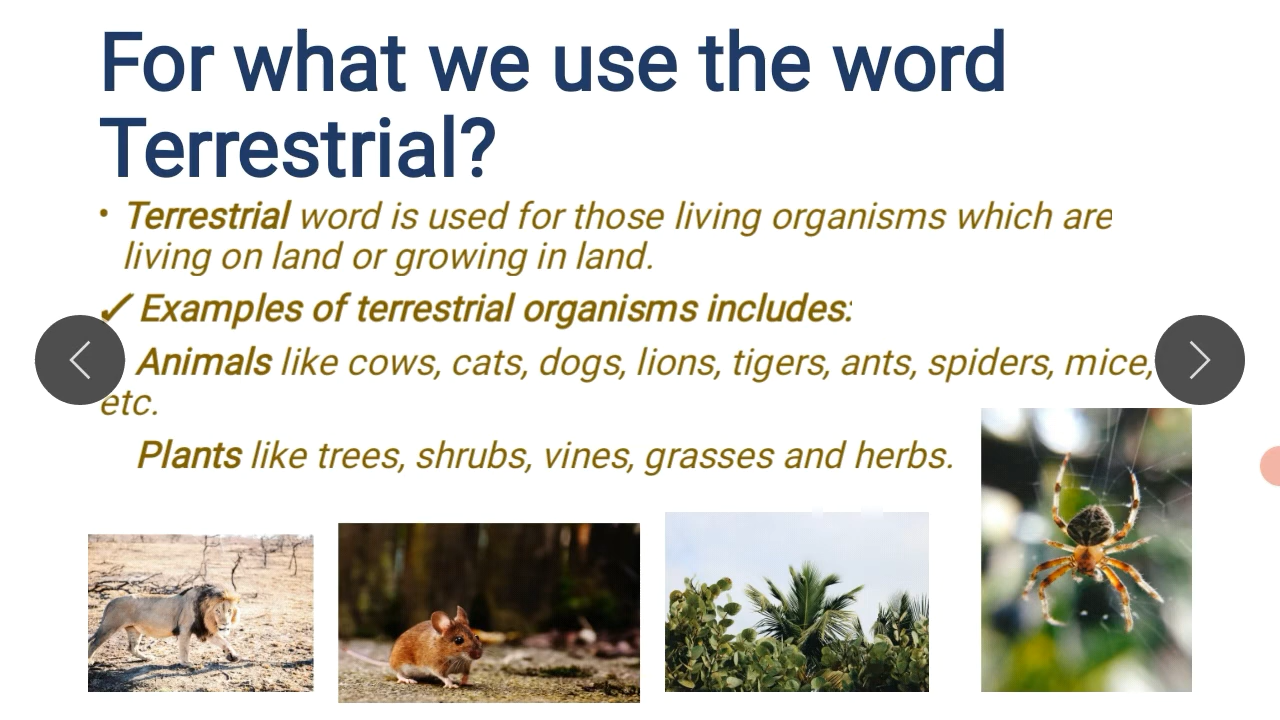 For what we use the word
Terrestrial?
• Terrestrial word is used for those living organisms which are
living on land or growing in land.
✓ Examples of terrestrial organisms includes:
Animals like cows, cats, dogs, lions, tigers, ants, spiders, mice,
etc.
Plants like trees, shrubs, vines, grasses and herbs.